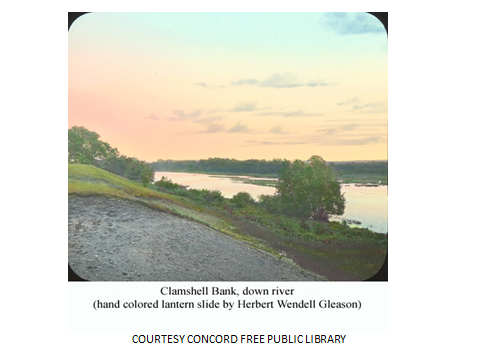 Clamshell Bank, down river
(hand colored lantern slide by Herbert Wendell Gleason)
COURTESY CONCORD FREE PUBLIC LIBRARY